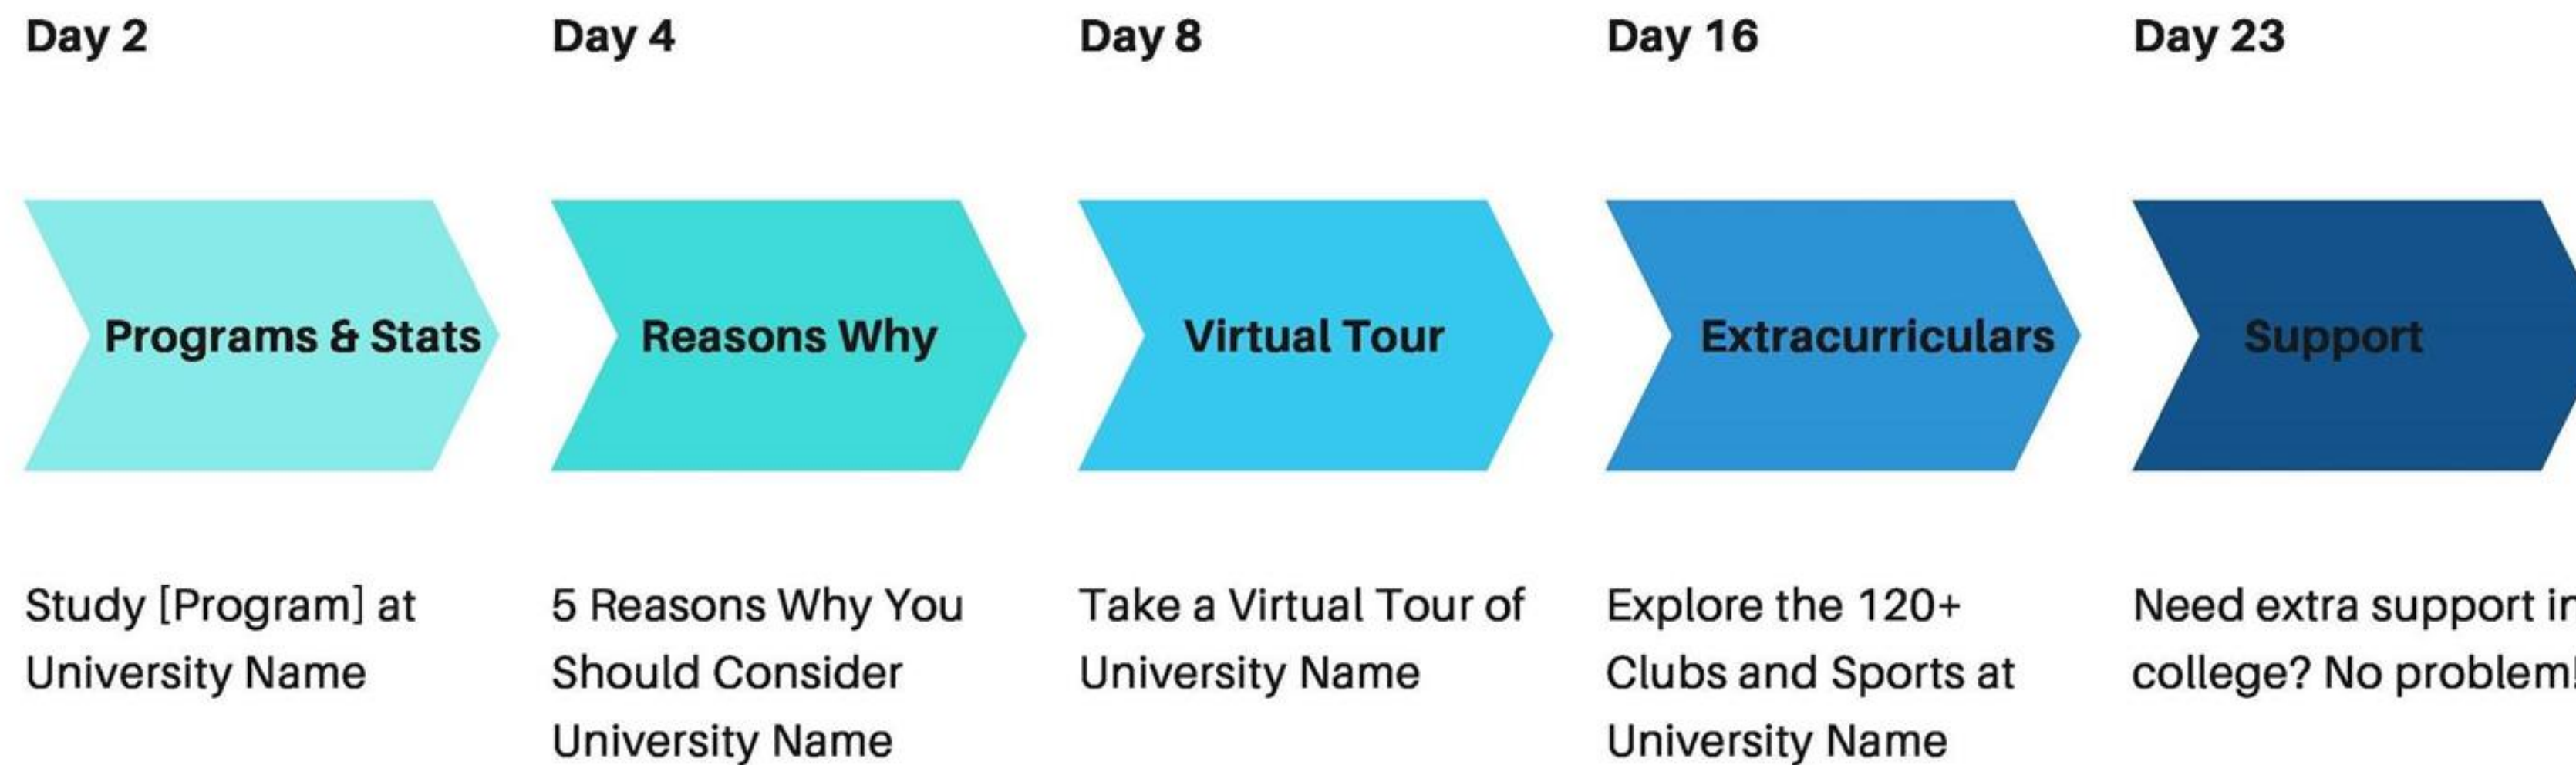 Day 2
Day 4
Day 8
Day 16
Day 23
Programs & Stats
Reasons Why
Virtual Tour
Extracurriculars
Support
Study [Program] at
University Name
5 Reasons Why You
Should Consider
University Name
Take a Virtual Tour of
University Name
Explore the 120+
Clubs and Sports at
University Name
Need extra support in
college? No problem!